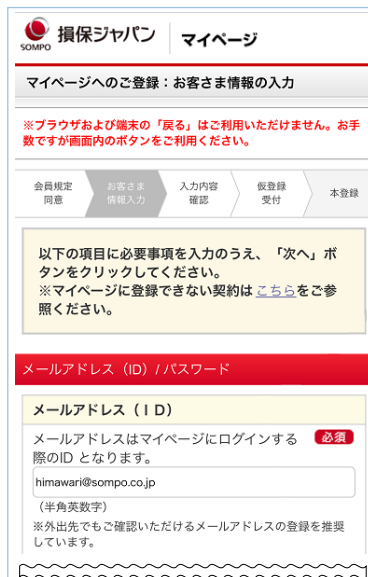 損保ジャパン
マイページ
SOMPO
マイページへのご登録：お客さま情報の入力
※ブラウザおよび端末の「戻る」はご利用いただけません。お手
数ですが画面内のボタンをご利用ください。
会員規定
同意
お客さま
情報入力
入力内容
確認
仮登録
受付
本登録
以下の項目に必要事項を入力のうえ、「次へ」ボ
タンをクリックしてください。
※マイページに登録できない契約は こちらをご参
照ください。
メールアドレス（ID）/ パスワード
メールアドレス（ＩＤ）
メールアドレスはマイページにログインする
必須
際のID となります。
himawari@sompo.co.jp
（半角英数字）
※外出先でもご確認いただけるメールアドレスの登録を推奨
しています。